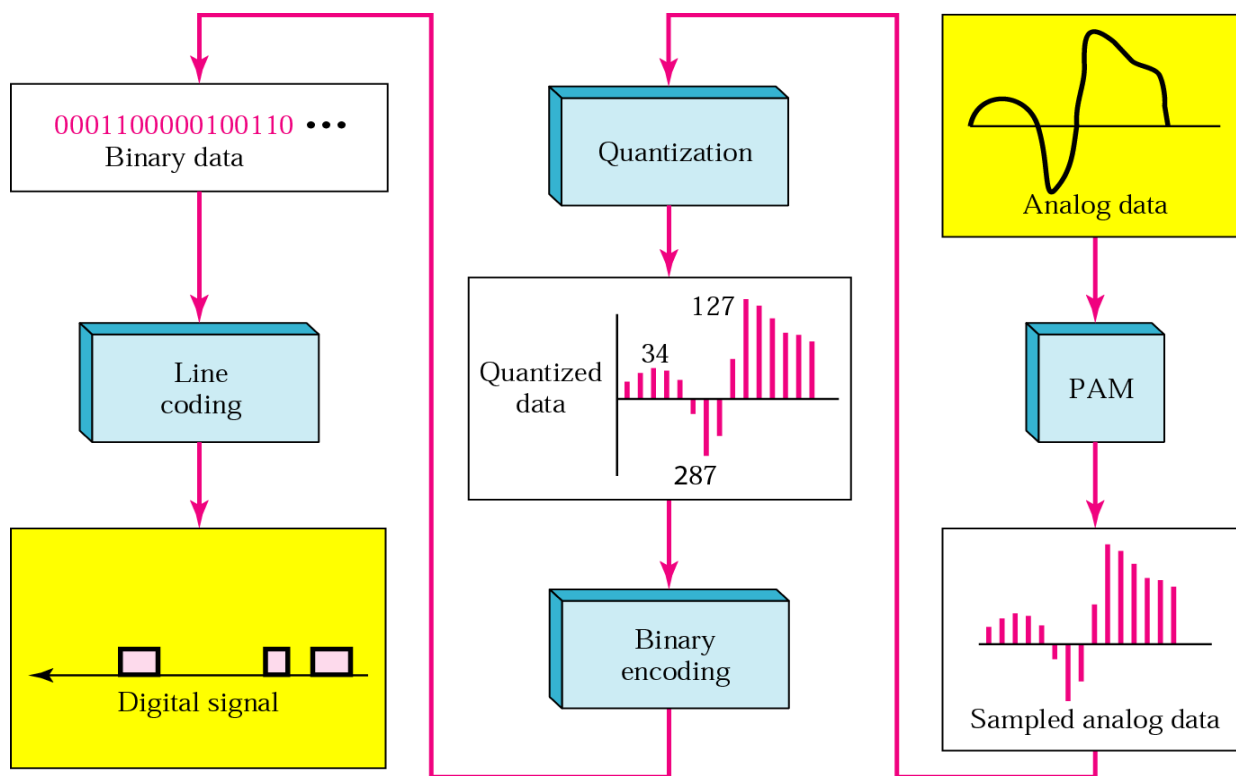 0001100000100110 •••
Binary data
Line
coding
Digital signal
Quantization
127
34
Quantized
data
287
Binary
encoding
Analog data
PAM
Sampled analog data